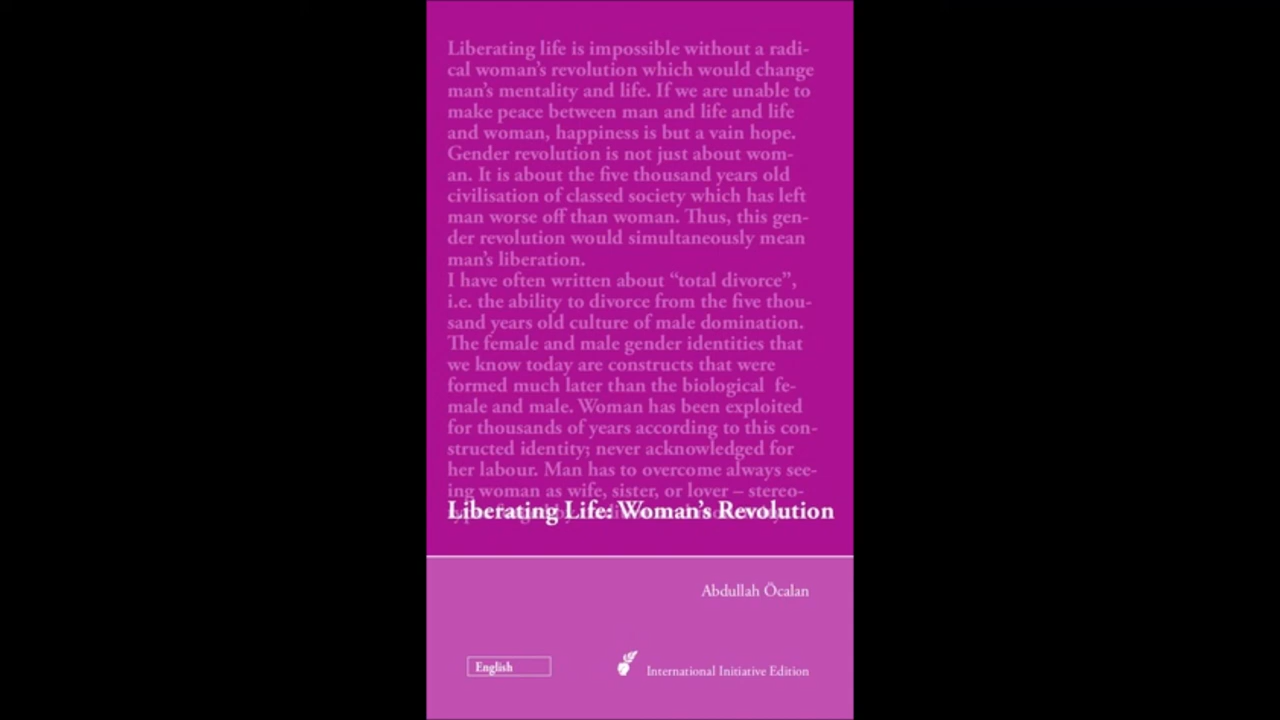 Liberating life is impossible without a radi-
cal woman's revolution which would change
man's mentality and life. If we are unable to
make peace between man and life and life
and woman, happiness is but a vain hope.
Gender revolution is not just about wom-
an. It is about the five thousand years old
civilisation of classed society which has left
man worse off than woman. Thus, this gen-
der revolution would simultaneously mean
man's liberation.
I have often written about “total divorce”,
i.e. the ability to divorce from the five thou-
sand years old culture of male domination.
The female and male gender identities that
we know today are constructs that were
formed much later than the biological fe-
male and male. Woman has been exploited
for thousands of years according to this con-
structed identity; never acknowledged for
her labour. Man has to overcome always see-
ing woman as wife, sister, or lover – stereo-
Liberating Life: Woman's Revolution
Abdullah Öcalan
English
International Initiative Edition